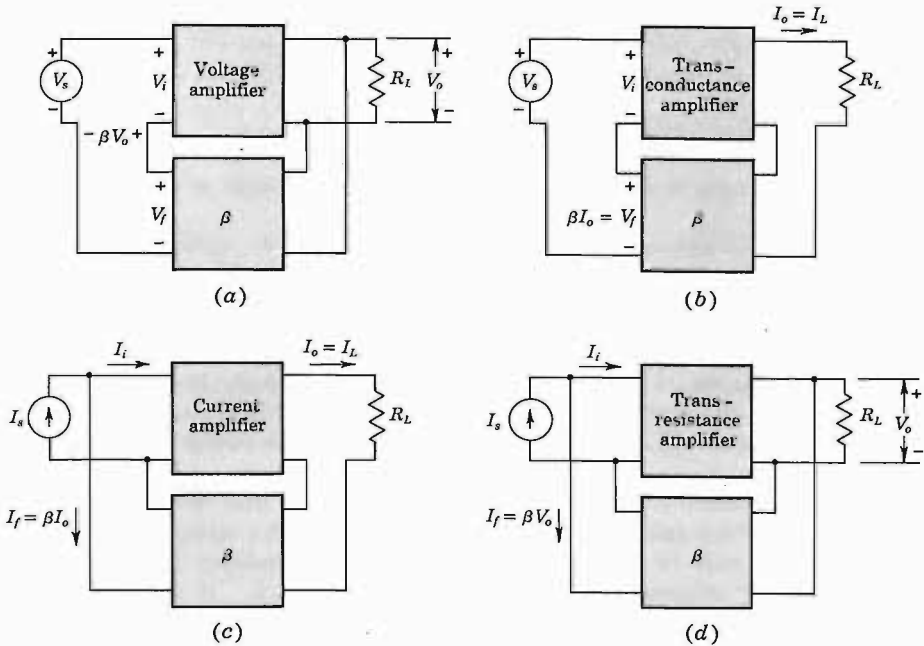 +
V_s
−
+
V_i
−
Voltage
amplifier
R_L
+
V_o
−
− βV_o +
+
V_f
−
β
(a)
+
V_s
−
+
V_i
−
Trans-
conductance
amplifier
I_o = I_L
R_L
+
βI_o = V_f
−
β
(b)
I_s
I_i
Current
amplifier
I_o = I_L
R_L
I_f = βI_o
β
(c)
I_s
I_i
Trans-
resistance
amplifier
R_L
+
V_o
−
I_f = βV_o
β
(d)